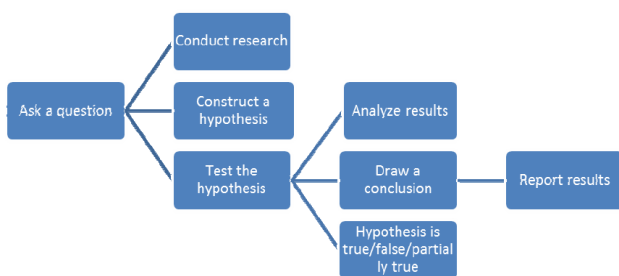 Ask a question
Conduct research
Construct a
hypothesis
Test the
hypothesis
Analyze results
Draw a
conclusion
Hypothesis is
true/false/partial
ly true
Report results